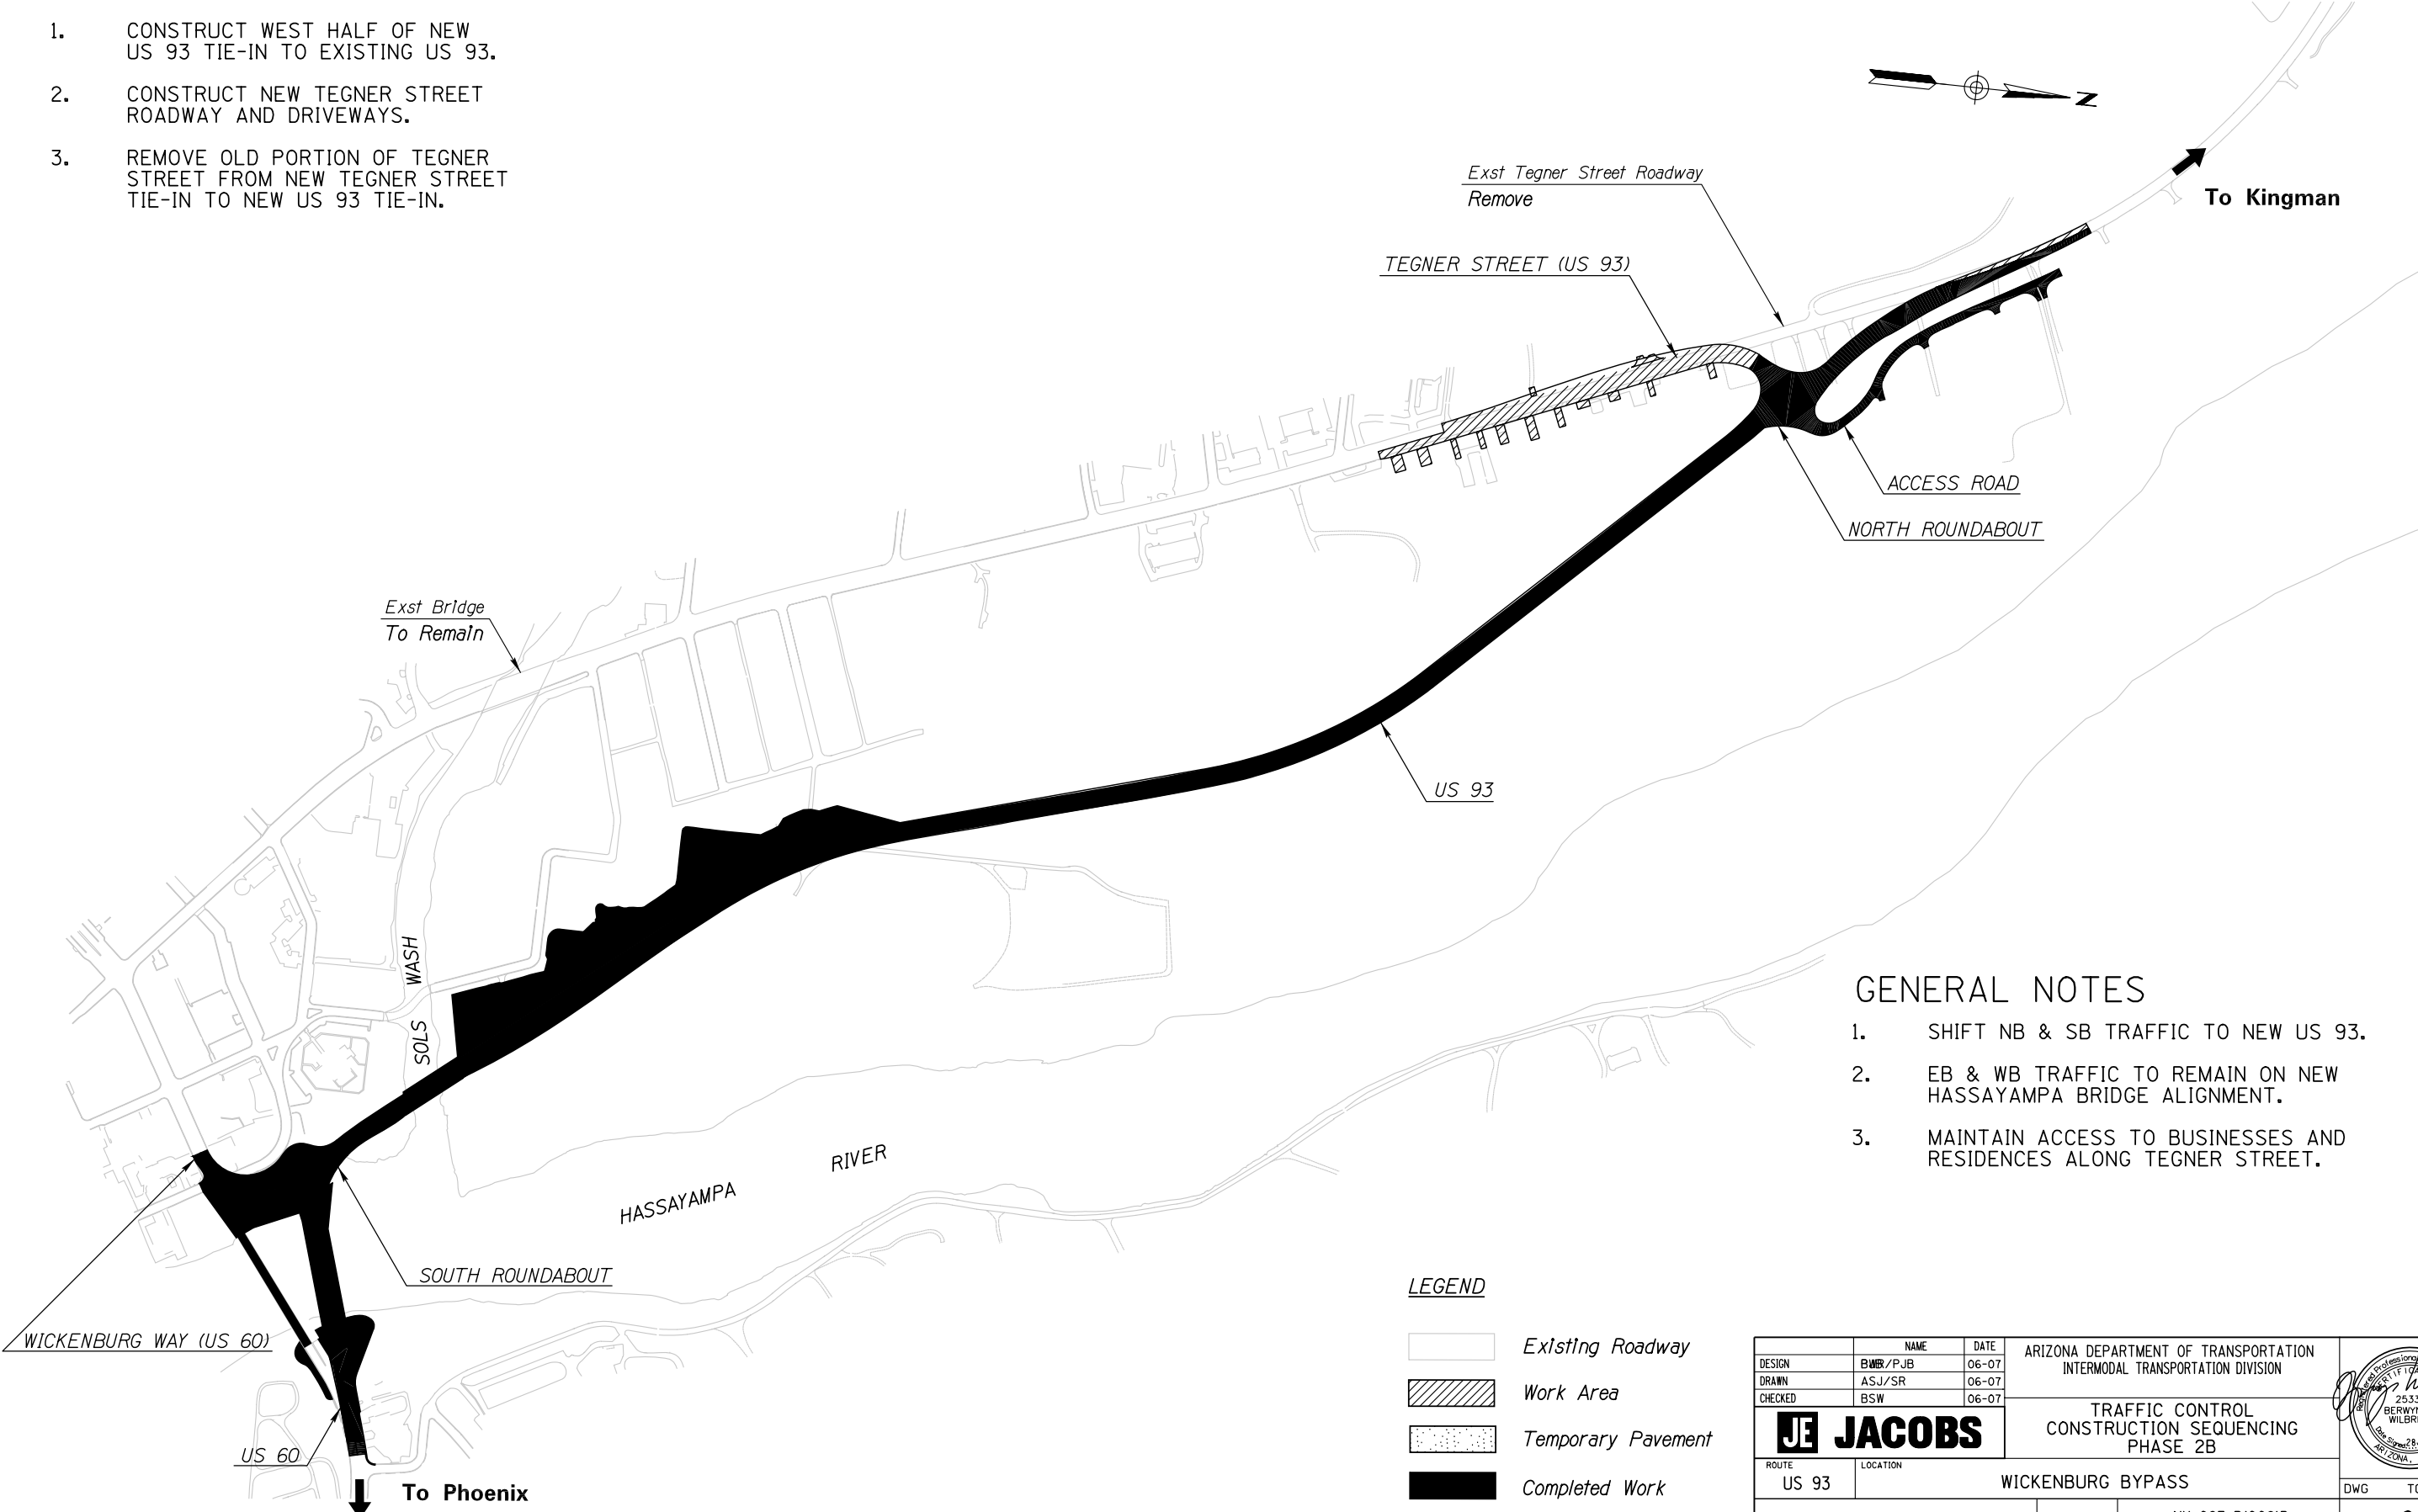 1. CONSTRUCT WEST HALF OF NEW
US 93 TIE-IN TO EXISTING US 93.
2. CONSTRUCT NEW TEGNER STREET
ROADWAY AND DRIVEWAYS.
3. REMOVE OLD PORTION OF TEGNER
STREET FROM NEW TEGNER STREET
TIE-IN TO NEW US 93 TIE-IN.
N
To Kingman
Exst Tegner Street Roadway
Remove
TEGNER STREET (US 93)
ACCESS ROAD
NORTH ROUNDABOUT
Exst Bridge
To Remain
US 93
SOLS WASH
HASSAYAMPA RIVER
SOUTH ROUNDABOUT
WICKENBURG WAY (US 60)
US 60
To Phoenix
GENERAL NOTES
1. SHIFT NB & SB TRAFFIC TO NEW US 93.
2. EB & WB TRAFFIC TO REMAIN ON NEW
HASSAYAMPA BRIDGE ALIGNMENT.
3. MAINTAIN ACCESS TO BUSINESSES AND
RESIDENCES ALONG TEGNER STREET.
LEGEND
Existing Roadway
Work Area
Temporary Pavement
Completed Work
NAME DATE
DESIGN /PJB 06-07
DRAWN ASJ/SR 06-07
CHECKED BSW 06-07
JE JACOBS
ARIZONA DEPARTMENT OF TRANSPORTATION
INTERMODAL TRANSPORTATION DIVISION
TRAFFIC CONTROL
CONSTRUCTION SEQUENCING
PHASE 2B
ROUTE
US 93
LOCATION
WICKENBURG BYPASS
DWG
BERWYN
ARIZONA,